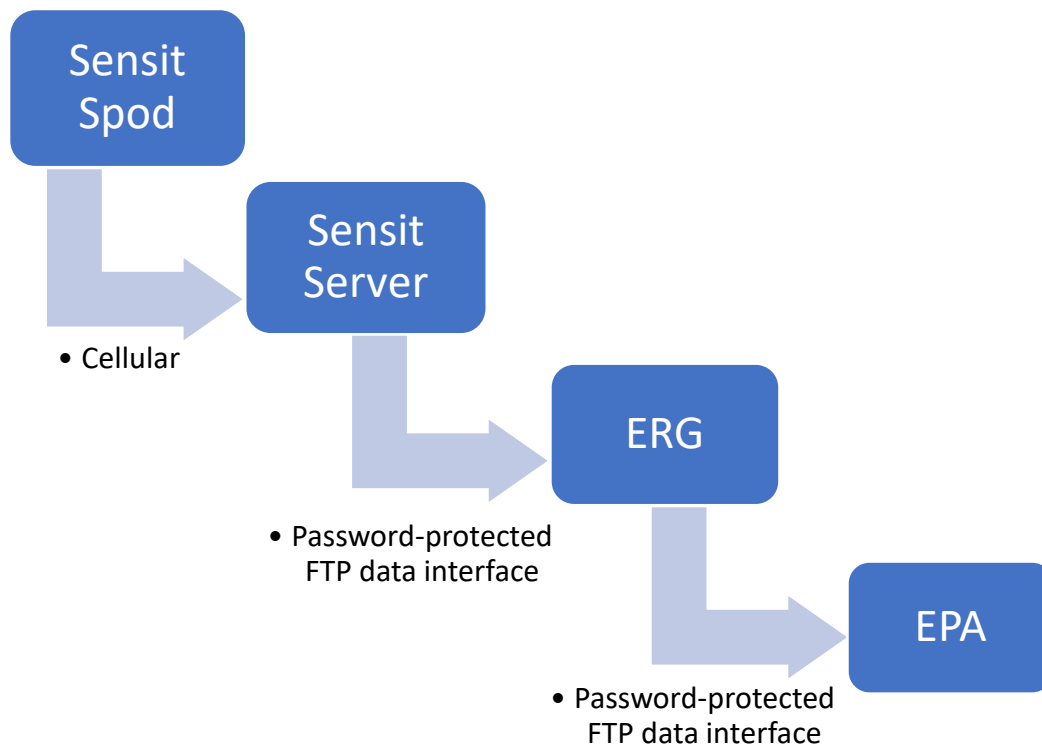 Sensit
Spod
Sensit
Server
• Cellular
ERG
• Password-protected
FTP data interface
EPA
• Password-protected
FTP data interface